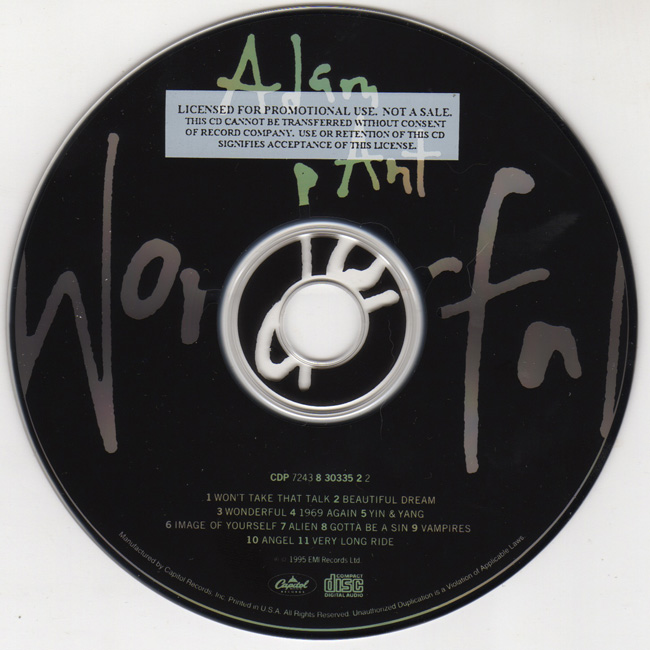 Adam
LICENSED FOR PROMOTIONAL USE. NOT A SALE.
THIS CD CANNOT BE TRANSFERRED WITHOUT CONSENT
OF RECORD COMPANY. USE OR RETENTION OF THIS CD
SIGNIFIES ACCEPTANCE OF THIS LICENSE.
Ant
Wonderful
CDP 7243 8 30335 2 2
1 WON'T TAKE THAT TALK 2 BEAUTIFUL DREAM
3 WONDERFUL 4 1969 AGAIN 5 YIN & YANG
6 IMAGE OF YOURSELF 7 ALIEN 8 GOTTA BE A SIN 9 VAMPIRES
10 ANGEL 11 VERY LONG RIDE
℗ © 1995 EMI Records Ltd.
Capitol
RECORDS
COMPACT
disc
DIGITAL AUDIO
Manufactured by Capitol Records, Inc. Printed in U.S.A. All Rights Reserved. Unauthorized Duplication is a Violation of Applicable Laws.